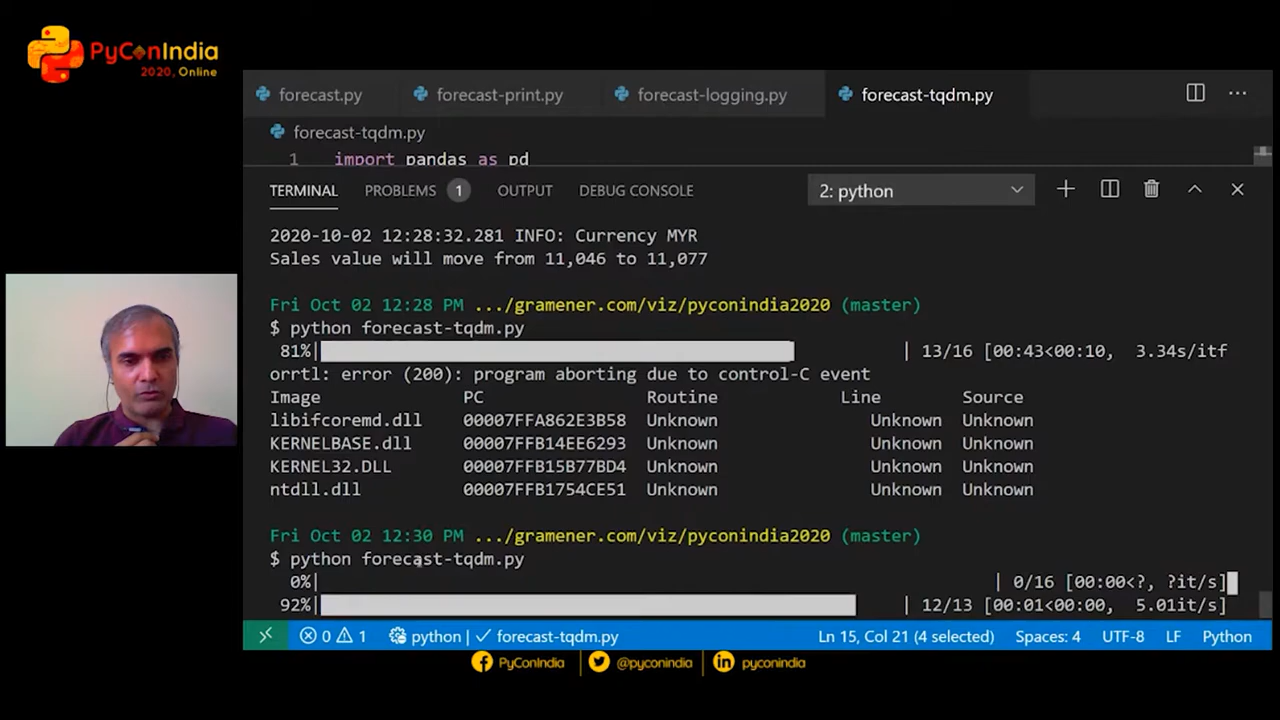 PyConIndia
2020, Online
forecast.py forecast-print.py forecast-logging.py forecast-tqdm.py ...
forecast-tqdm.py
1 import pandas as pd
TERMINAL PROBLEMS 1 OUTPUT DEBUG CONSOLE 2: python
2020-10-02 12:28:32.281 INFO: Currency MYR
Sales value will move from 11,046 to 11,077
Fri Oct 02 12:28 PM .../gramener.com/viz/pyconindia2020 (master)
$ python forecast-tqdm.py
81%| | 13/16 [00:43<00:10, 3.34s/itf
orrtl: error (200): program aborting due to control-C event
Image PC Routine Line Source
libifcoremd.dll 00007FFA862E3B58 Unknown Unknown Unknown
KERNELBASE.dll 00007FFB14EE6293 Unknown Unknown Unknown
KERNEL32.DLL 00007FFB15B77BD4 Unknown Unknown Unknown
ntdll.dll 00007FFB1754CE51 Unknown Unknown Unknown
Fri Oct 02 12:30 PM .../gramener.com/viz/pyconindia2020 (master)
$ python forecast-tqdm.py
0%| | 0/16 [00:00<?, ?it/s]
92%| | 12/13 [00:01<00:00, 5.01it/s]
0 1 python | ✓ forecast-tqdm.py Ln 15, Col 21 (4 selected) Spaces: 4 UTF-8 LF Python
PyConIndia @pyconindia pyconindia